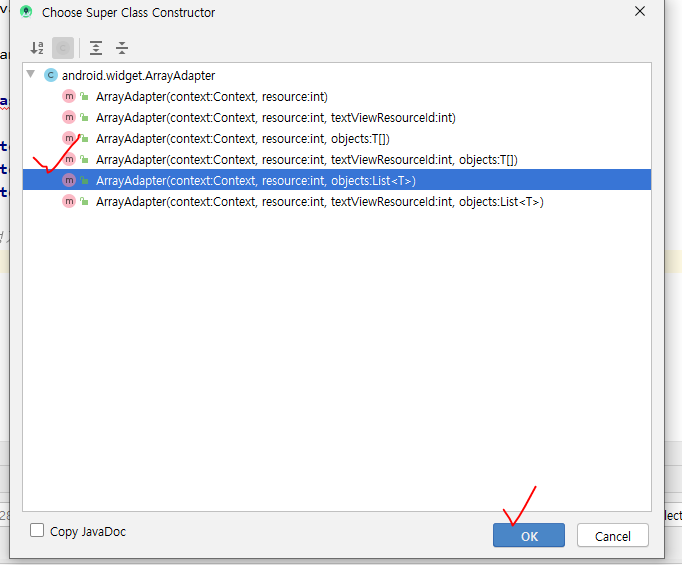 Choose Super Class Constructor
android.widget.ArrayAdapter
ArrayAdapter(context:Context, resource:int)
ArrayAdapter(context:Context, resource:int, textViewResourceId:int)
ArrayAdapter(context:Context, resource:int, objects:T[])
ArrayAdapter(context:Context, resource:int, textViewResourceId:int, objects:T[])
ArrayAdapter(context:Context, resource:int, objects:List<T>)
ArrayAdapter(context:Context, resource:int, textViewResourceId:int, objects:List<T>)
Copy JavaDoc
OK
Cancel